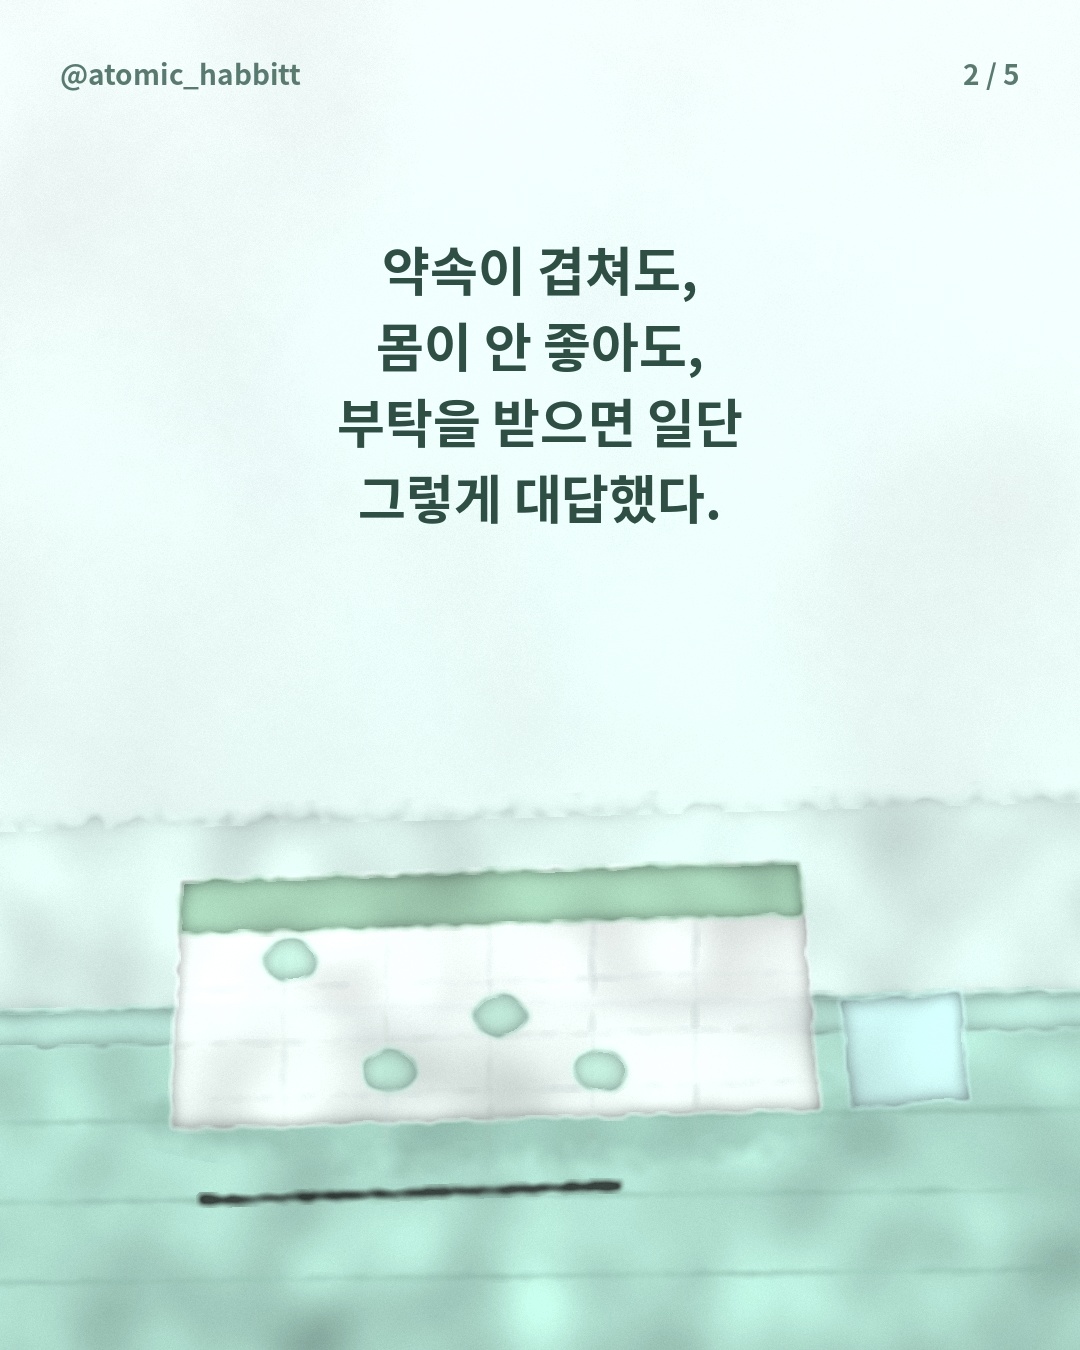 @atomic_habbitt
2 / 5
약속이 겹쳐도,
몸이 안 좋아도,
부탁을 받으면 일단
그렇게 대답했다.